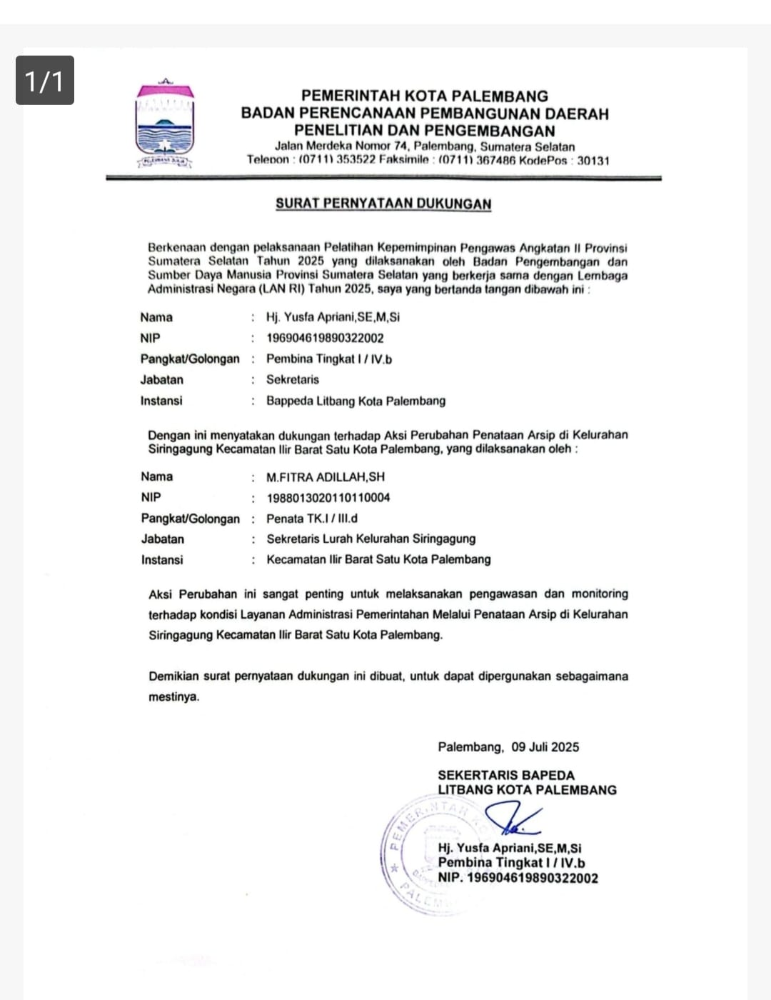 1/1
PEMERINTAH KOTA PALEMBANG
BADAN PERENCANAAN PEMBANGUNAN DAERAH
PENELITIAN DAN PENGEMBANGAN
Jalan Merdeka Nomor 74, Palembang, Sumatera Selatan
Telepon : (0711) 353522 Faksimile : (0711) 367486 KodePos : 30131
SURAT PERNYATAAN DUKUNGAN
Berkenaan dengan pelaksanaan Pelatihan Kepemimpinan Pengawas Angkatan II Provinsi
Sumatera Selatan Tahun 2025 yang dilaksanakan oleh Badan Pengembangan dan
Sumber Daya Manusia Provinsi Sumatera Selatan yang berkerja sama dengan Lembaga
Administrasi Negara (LAN RI) Tahun 2025, saya yang bertanda tangan dibawah ini :
Nama : Hj. Yusfa Apriani,SE,M,Si
NIP : 196904619890322002
Pangkat/Golongan : Pembina Tingkat I / IV.b
Jabatan : Sekretaris
Instansi : Bappeda Litbang Kota Palembang
Dengan ini menyatakan dukungan terhadap Aksi Perubahan Penataan Arsip di Kelurahan
Siringagung Kecamatan Ilir Barat Satu Kota Palembang, yang dilaksanakan oleh :
Nama : M.FITRA ADILLAH,SH
NIP : 1988013020110110004
Pangkat/Golongan : Penata TK.I / III.d
Jabatan : Sekretaris Lurah Kelurahan Siringagung
Instansi : Kecamatan Ilir Barat Satu Kota Palembang
Aksi Perubahan ini sangat penting untuk melaksanakan pengawasan dan monitoring
terhadap kondisi Layanan Administrasi Pemerintahan Melalui Penataan Arsip di Kelurahan
Siringagung Kecamatan Ilir Barat Satu Kota Palembang.
Demikian surat pernyataan dukungan ini dibuat, untuk dapat dipergunakan sebagaimana
mestinya.
Palembang, 09 Juli 2025
SEKERTARIS BAPEDA
LITBANG KOTA PALEMBANG
PEMERINTAH
Hj. Yusfa Apriani,SE,M,Si
Pembina Tingkat I / IV.b
NIP. 196904619890322002